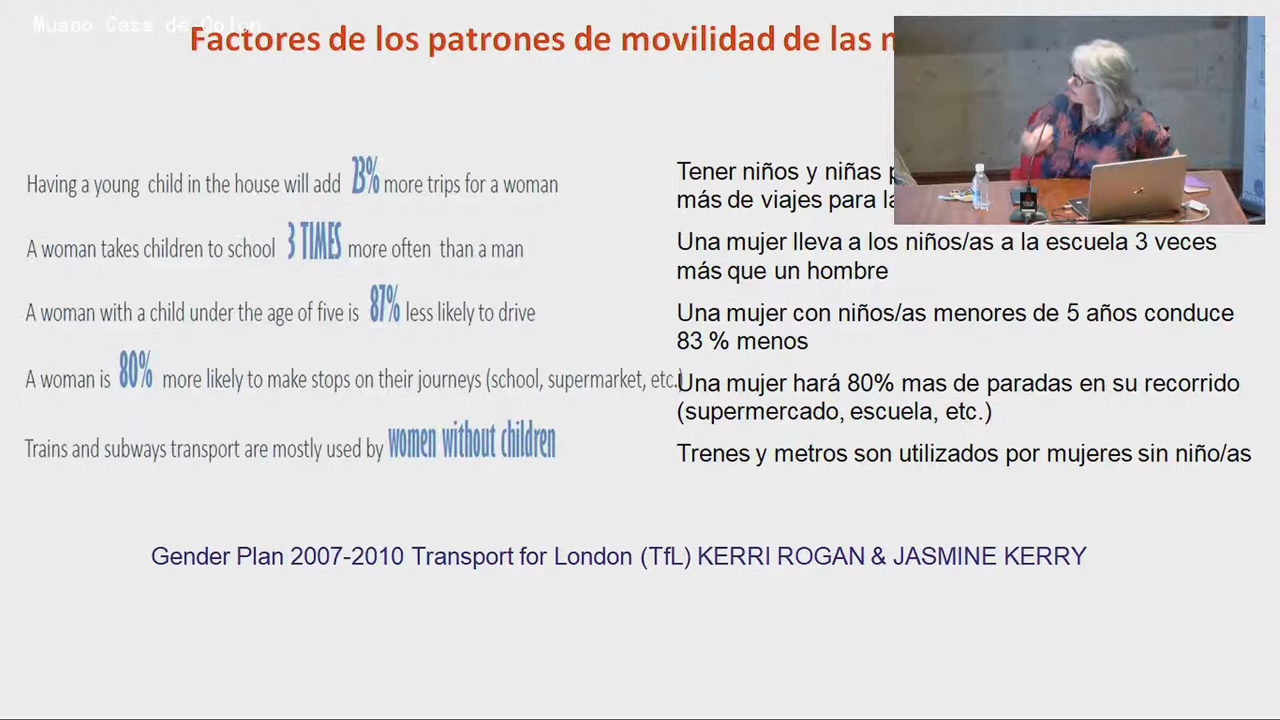 Museo Casa de Colon
Factores de los patrones de movilidad de las
Having a young child in the house will add 23% more trips for a woman
A woman takes children to school 3 TIMES more often than a man
A woman with a child under the age of five is 87% less likely to drive
A woman is 80% more likely to make stops on their journeys (school, supermarket, etc.)
Trains and subways transport are mostly used by women without children
Tener niños y niñas
más de viajes para
Una mujer lleva a los niños/as a la escuela 3 veces
más que un hombre
Una mujer con niños/as menores de 5 años conduce
83 % menos
Una mujer hará 80% mas de paradas en su recorrido
(supermercado, escuela, etc.)
Trenes y metros son utilizados por mujeres sin niño/as
Gender Plan 2007-2010 Transport for London (TfL) KERRI ROGAN & JASMINE KERRY